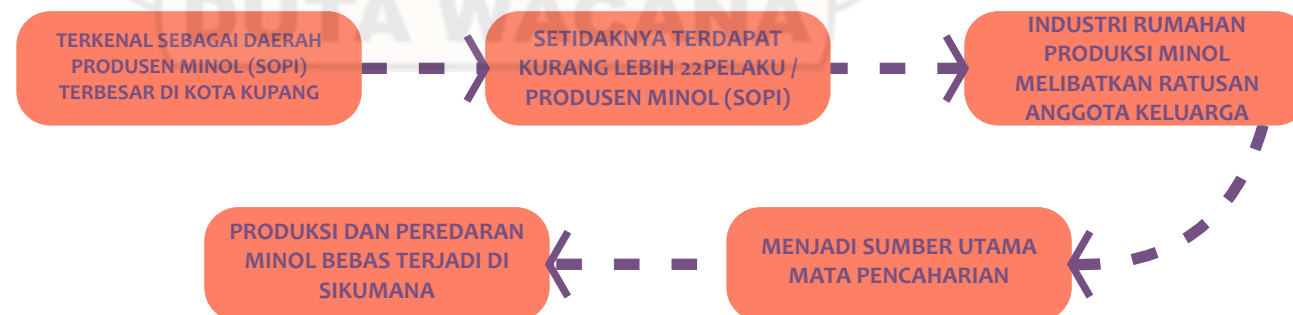 DUTA WACANA
TERKENAL SEBAGAI DAERAH
PRODUSEN MINOL (SOPI)
TERBESAR DI KOTA KUPANG
SETIDAKNYA TERDAPAT
KURANG LEBIH 22PELAKU /
PRODUSEN MINOL (SOPI)
INDUSTRI RUMAHAN
PRODUKSI MINOL
MELIBATKAN RATUSAN
ANGGOTA KELUARGA
MENJADI SUMBER UTAMA
MATA PENCAHARIAN
PRODUKSI DAN PEREDARAN
MINOL BEBAS TERJADI DI
SIKUMANA